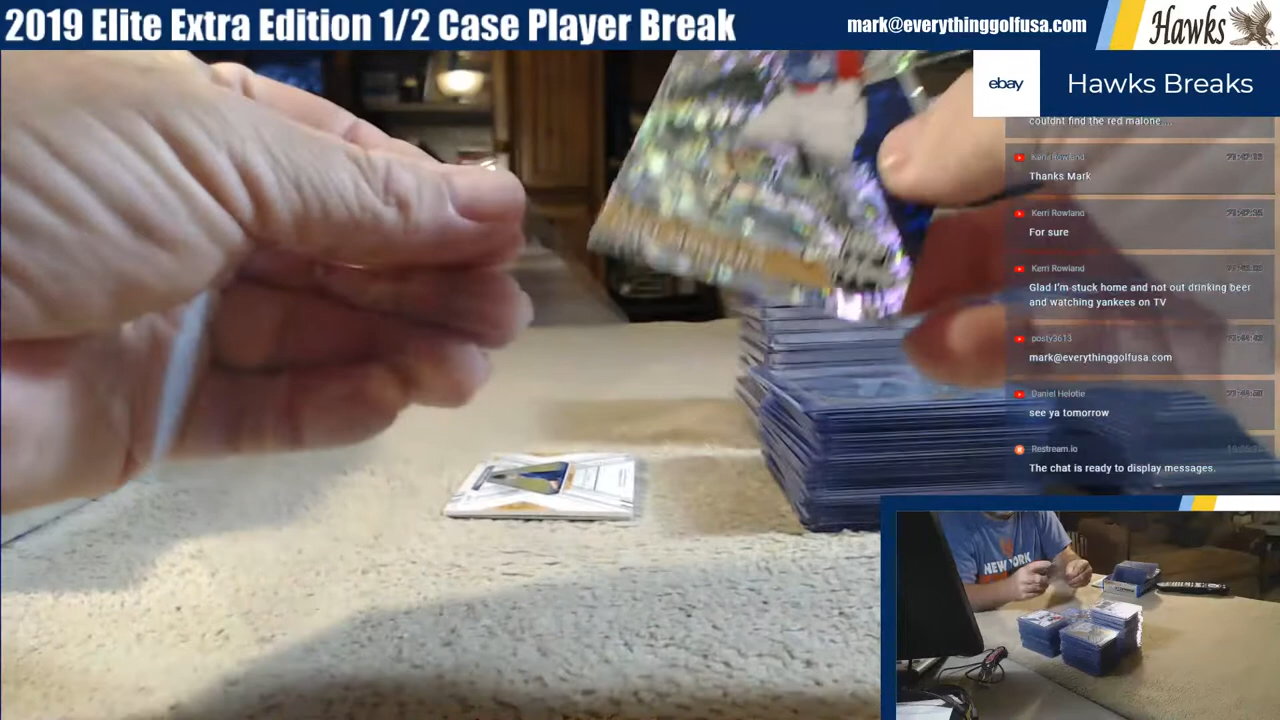 2019 Elite Extra Edition 1/2 Case Player Break
mark@everythinggolfusa.com
Hawks
ebay
Hawks Breaks
couldnt find the red malone....
Kerri Rowland
Thanks Mark
Kerri Rowland
For sure
Kerri Rowland
Glad I'm stuck home and not out drinking beer
and watching yankees on TV
posty3613
mark@everythinggolfusa.com
Daniel Helotie
see ya tomorrow
Restream.io
The chat is ready to display messages.
NEW YORK